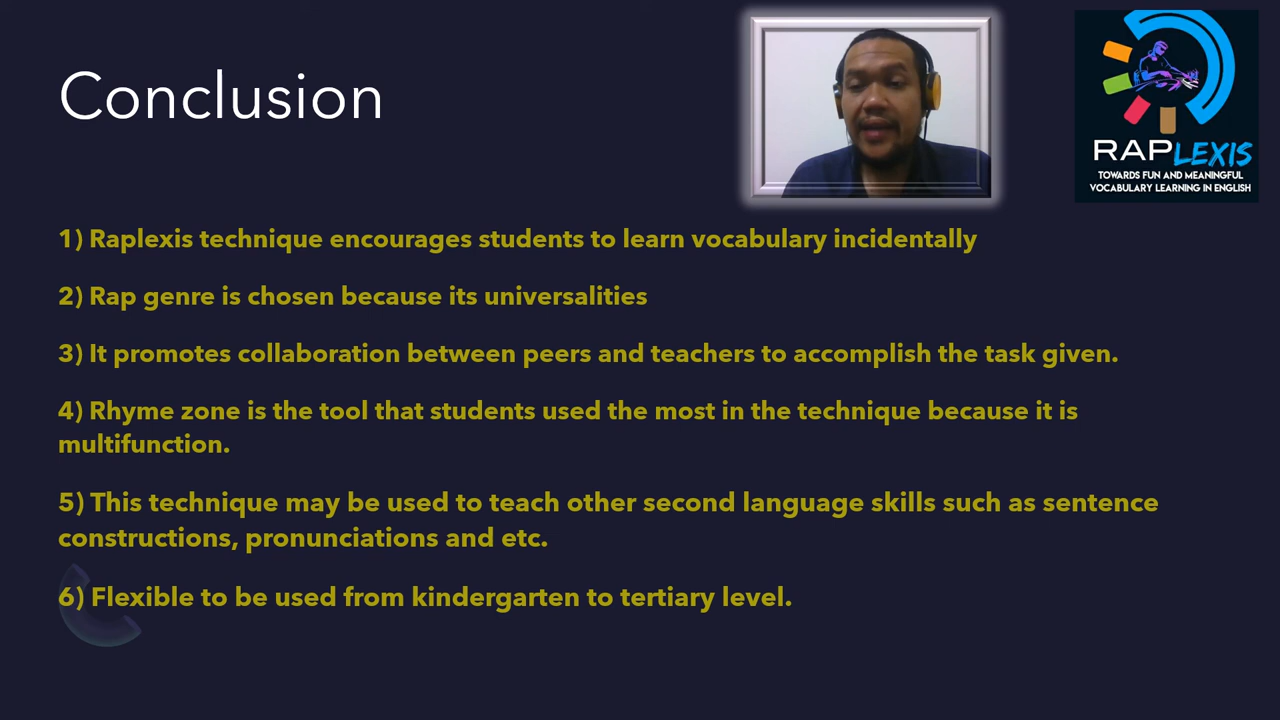 Conclusion
RAPLEXIS
TOWARDS FUN AND MEANINGFUL
VOCABULARY LEARNING IN ENGLISH
1) Raplexis technique encourages students to learn vocabulary incidentally
2) Rap genre is chosen because its universalities
3) It promotes collaboration between peers and teachers to accomplish the task given.
4) Rhyme zone is the tool that students used the most in the technique because it is
multifunction.
5) This technique may be used to teach other second language skills such as sentence
constructions, pronunciations and etc.
6) Flexible to be used from kindergarten to tertiary level.